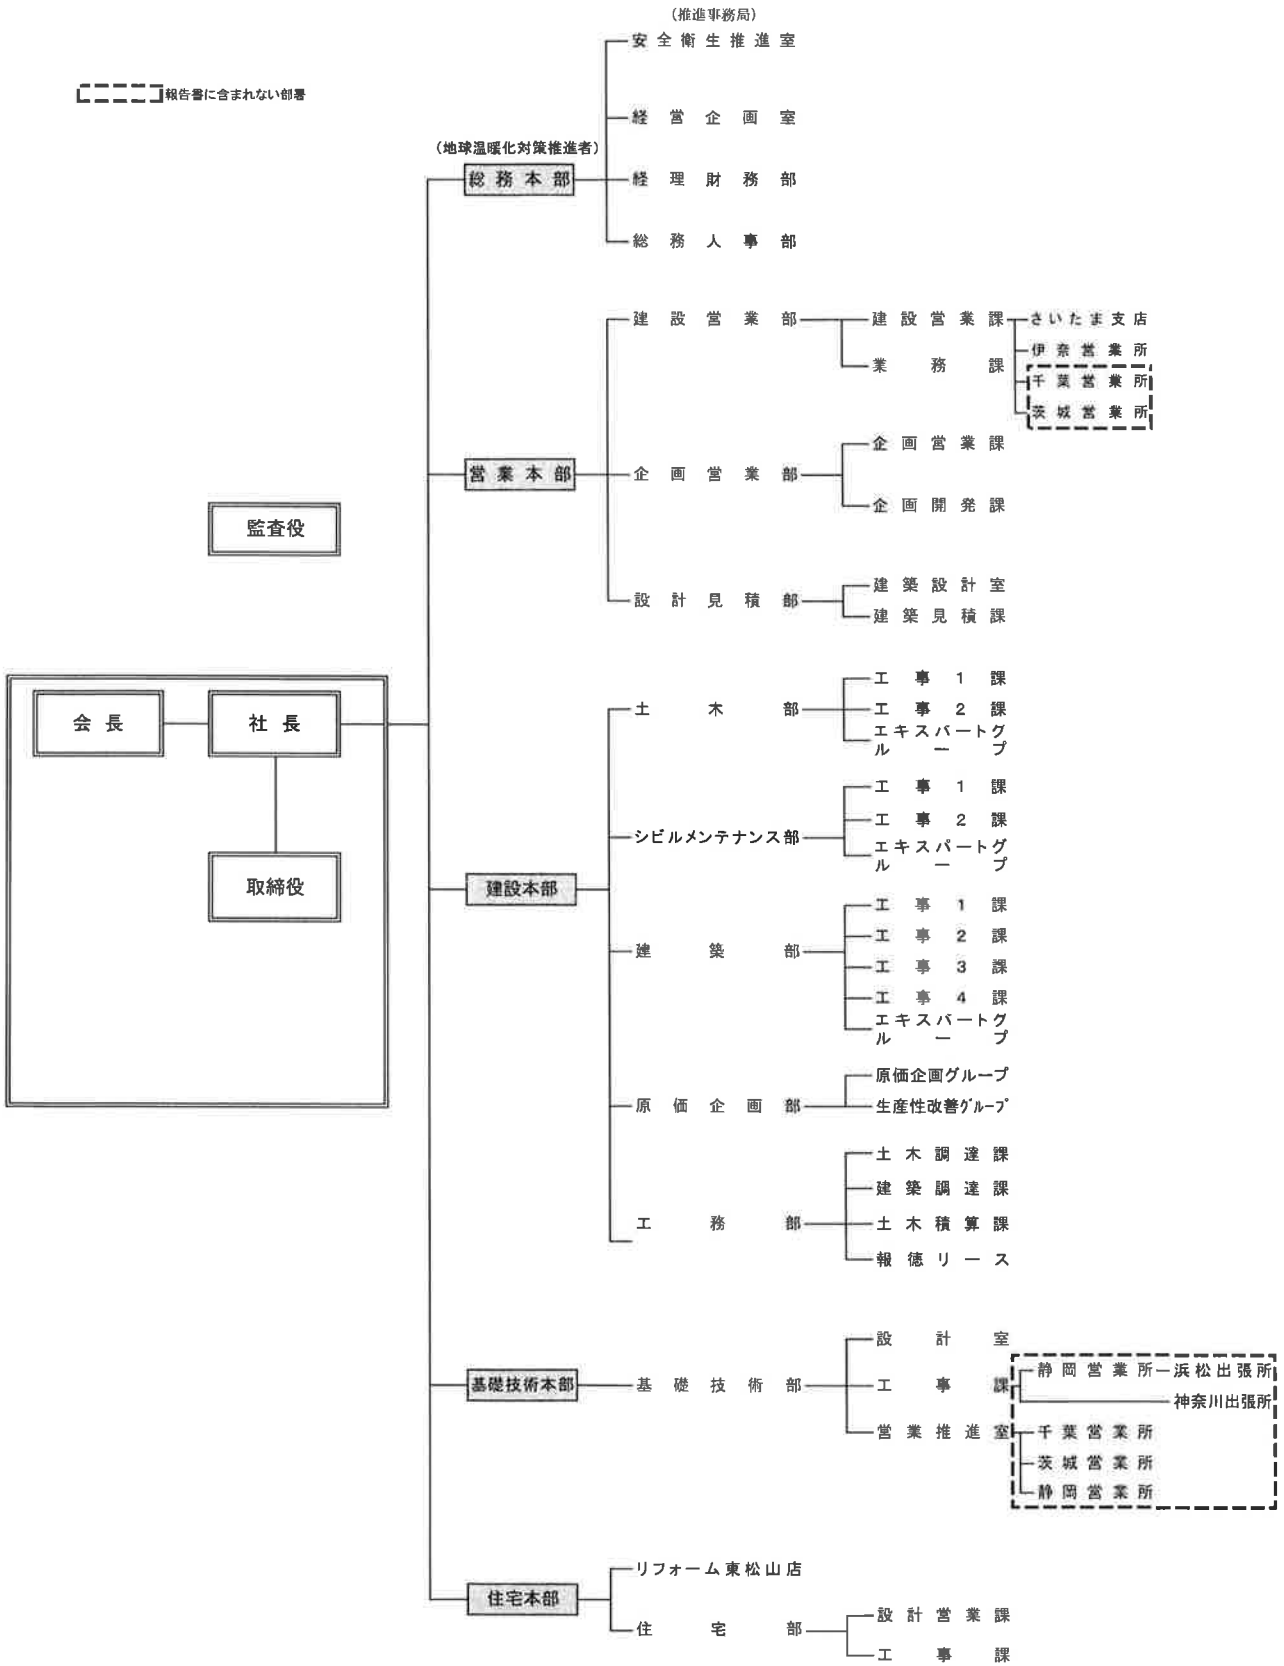 (推進事務局)
安全衛生推進室
報告書に含まれない部署
経営企画室
(地球温暖化対策推進者)
総務本部
経理財務部
総務人事部
建設営業部
建設営業課
さいたま支店
伊奈営業所
業務課
千葉営業所
茨城営業所
企画営業課
営業本部
企画営業部
企画開発課
監査役
建築設計室
設計見積部
建築見積課
会長
社長
取締役
工事1課
土木部
工事2課
エキスパートグ
ループ
工事1課
工事2課
シビルメンテナンス部
エキスパートグ
ループ
建設本部
工事1課
工事2課
建築部
工事3課
工事4課
エキスパートグ
ループ
原価企画グループ
原価企画部
生産性改善グループ
土木調達課
建築調達課
工務部
土木積算課
報徳リース
設計室
静岡営業所
浜松出張所
基礎技術本部
基礎技術部
工事課
神奈川出張所
営業推進室
千葉営業所
茨城営業所
静岡営業所
リフォーム東松山店
住宅本部
設計営業課
住宅部
工事課